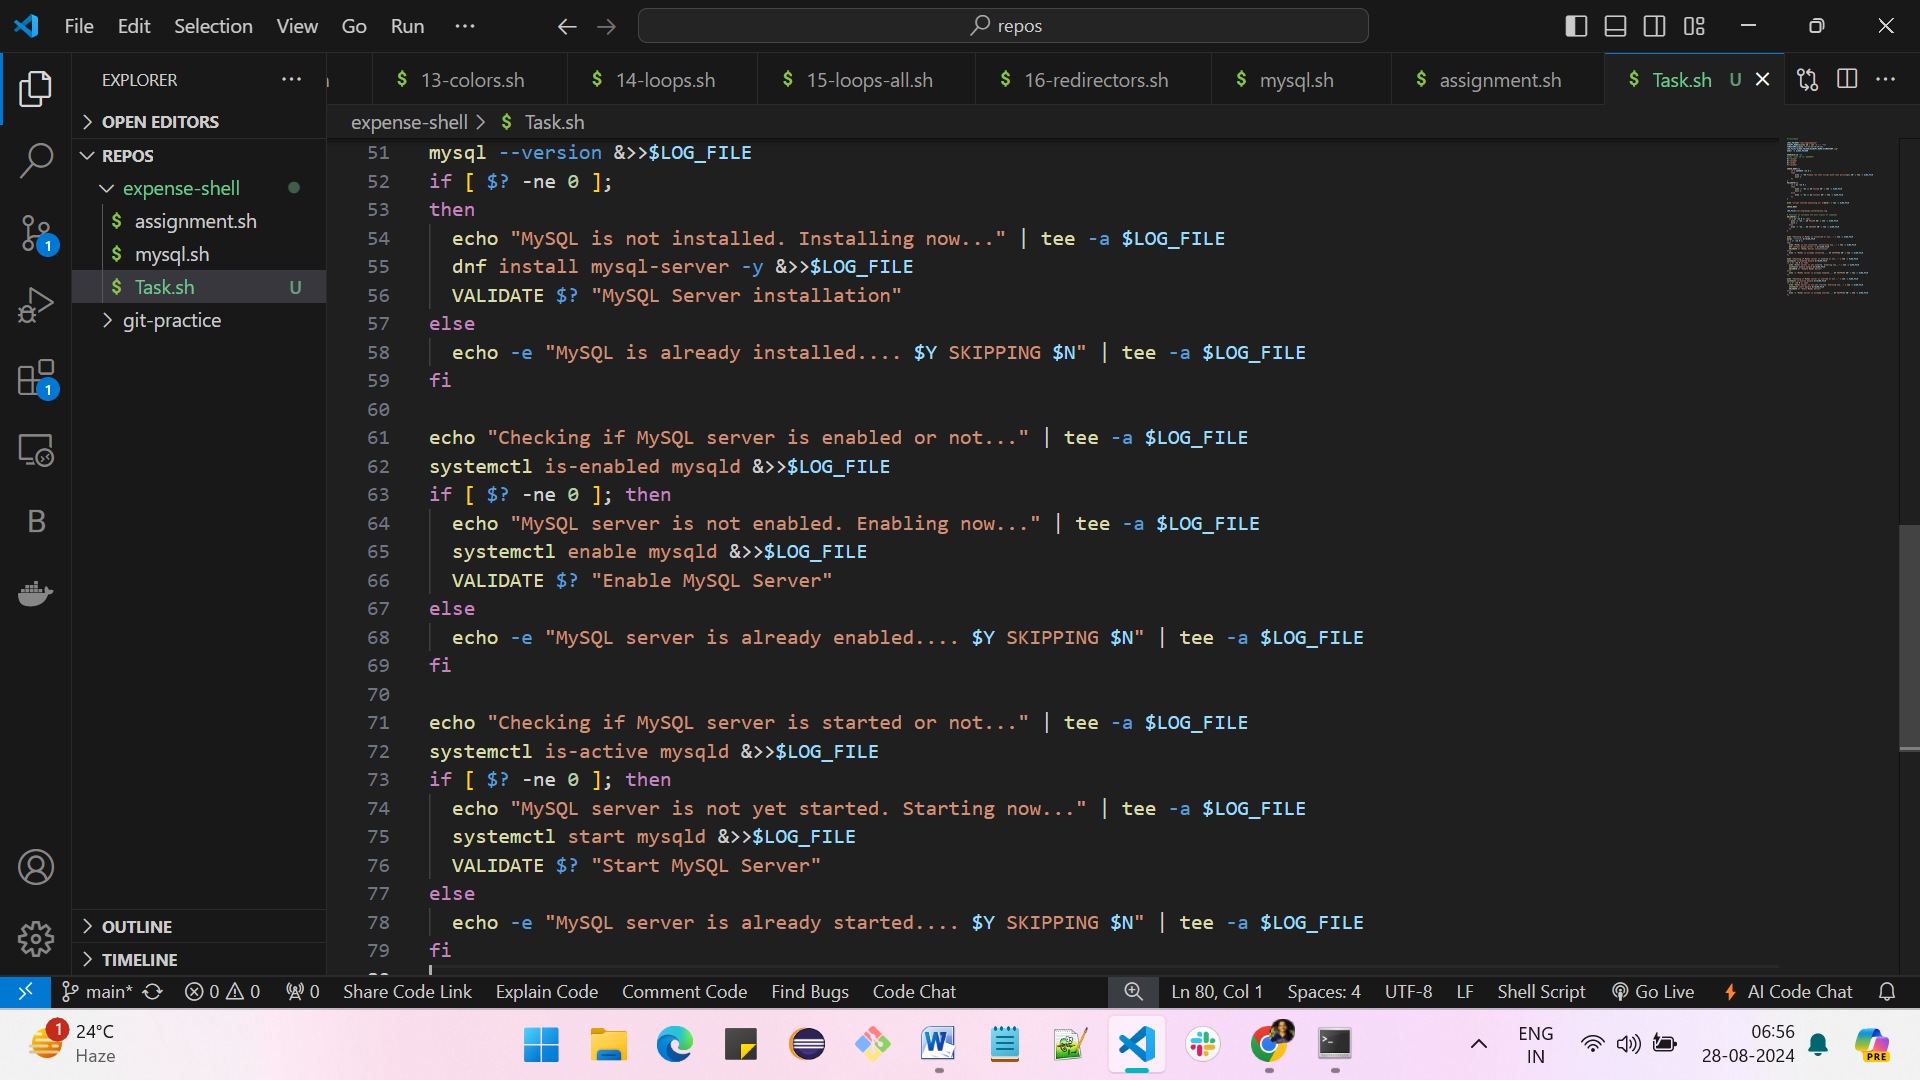 File Edit Selection View Go Run ···
repos
EXPLORER ···
13-colors.sh 14-loops.sh 15-loops-all.sh 16-redirectors.sh mysql.sh assignment.sh Task.sh U
OPEN EDITORS
REPOS
expense-shell
$ assignment.sh
$ mysql.sh
$ Task.sh U
git-practice
OUTLINE
TIMELINE
expense-shell > $ Task.sh
51 mysql --version &>>$LOG_FILE
52 if [ $? -ne 0 ];
53 then
54 echo "MySQL is not installed. Installing now..." | tee -a $LOG_FILE
55 dnf install mysql-server -y &>>$LOG_FILE
56 VALIDATE $? "MySQL Server installation"
57 else
58 echo -e "MySQL is already installed.... $Y SKIPPING $N" | tee -a $LOG_FILE
59 fi
60
61 echo "Checking if MySQL server is enabled or not..." | tee -a $LOG_FILE
62 systemctl is-enabled mysqld &>>$LOG_FILE
63 if [ $? -ne 0 ]; then
64 echo "MySQL server is not enabled. Enabling now..." | tee -a $LOG_FILE
65 systemctl enable mysqld &>>$LOG_FILE
66 VALIDATE $? "Enable MySQL Server"
67 else
68 echo -e "MySQL server is already enabled.... $Y SKIPPING $N" | tee -a $LOG_FILE
69 fi
70
71 echo "Checking if MySQL server is started or not..." | tee -a $LOG_FILE
72 systemctl is-active mysqld &>>$LOG_FILE
73 if [ $? -ne 0 ]; then
74 echo "MySQL server is not yet started. Starting now..." | tee -a $LOG_FILE
75 systemctl start mysqld &>>$LOG_FILE
76 VALIDATE $? "Start MySQL Server"
77 else
78 echo -e "MySQL server is already started.... $Y SKIPPING $N" | tee -a $LOG_FILE
79 fi
main* 0 0 0 Share Code Link Explain Code Comment Code Find Bugs Code Chat Ln 80, Col 1 Spaces: 4 UTF-8 LF Shell Script Go Live AI Code Chat
1 24°C
Haze
ENG
IN
06:56
28-08-2024
PRE